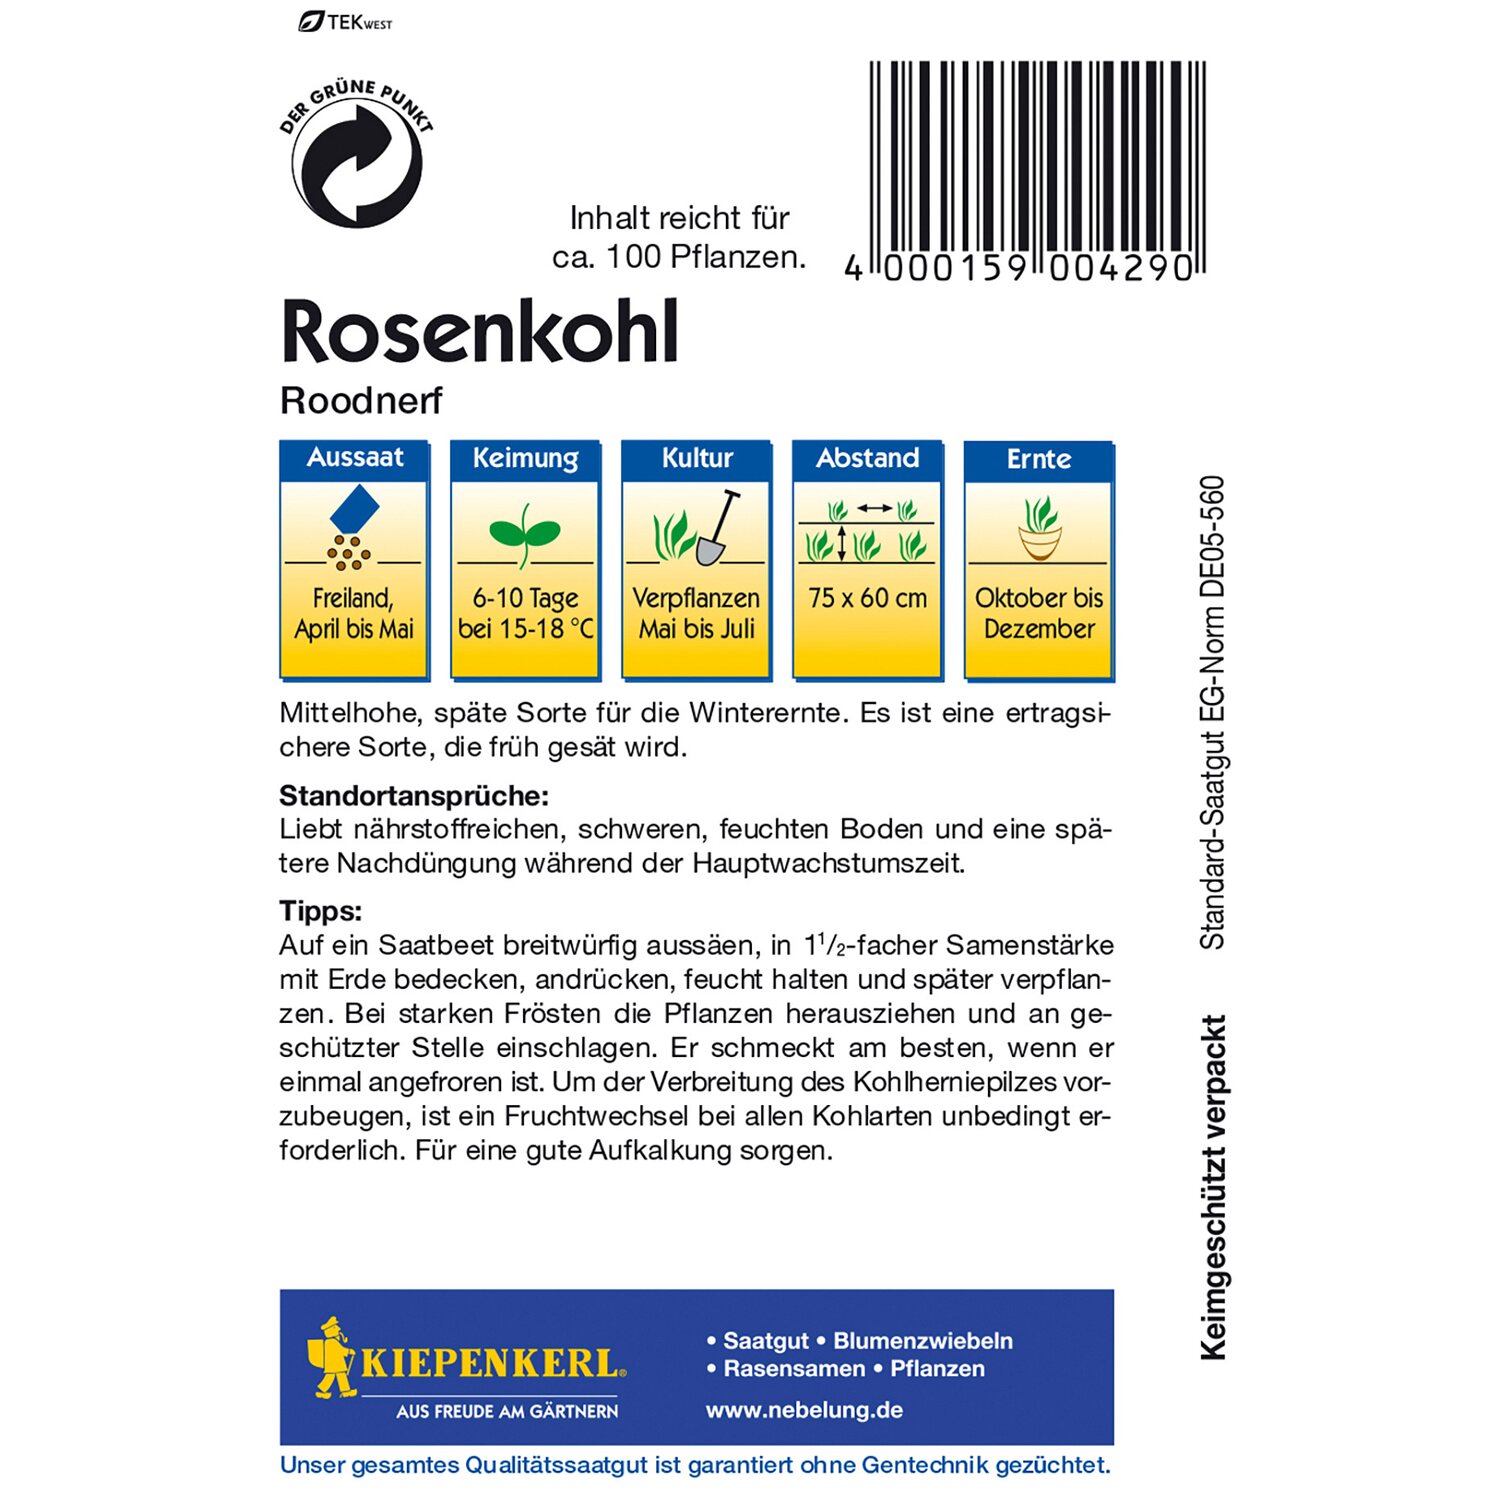 TEKWEST
DER GRÜNE PUNKT
Inhalt reicht für
ca. 100 Pflanzen.
4 000159 004290
Rosenkohl
Roodnerf
Aussaat
Freiland,
April bis Mai
Keimung
6-10 Tage
bei 15-18 °C
Kultur
Verpflanzen
Mai bis Juli
Abstand
75 x 60 cm
Ernte
Oktober bis
Dezember
Mittelhohe, späte Sorte für die Winterernte. Es ist eine ertragsi-
chere Sorte, die früh gesät wird.
Standortansprüche:
Liebt nährstoffreichen, schweren, feuchten Boden und eine spä-
tere Nachdüngung während der Hauptwachstumszeit.
Tipps:
Auf ein Saatbeet breitwürfig aussäen, in 1 1/2-facher Samenstärke
mit Erde bedecken, andrücken, feucht halten und später verpflan-
zen. Bei starken Frösten die Pflanzen herausziehen und an ge-
schützter Stelle einschlagen. Er schmeckt am besten, wenn er
einmal angefroren ist. Um der Verbreitung des Kohlherniepilzes vor-
zubeugen, ist ein Fruchtwechsel bei allen Kohlarten unbedingt er-
forderlich. Für eine gute Aufkalkung sorgen.
Standard-Saatgut EG-Norm DE05-560
Keimgeschützt verpackt
KIEPENKERL®
AUS FREUDE AM GÄRTNERN
• Saatgut • Blumenzwiebeln
• Rasensamen • Pflanzen
www.nebelung.de
Unser gesamtes Qualitätssaatgut ist garantiert ohne Gentechnik gezüchtet.